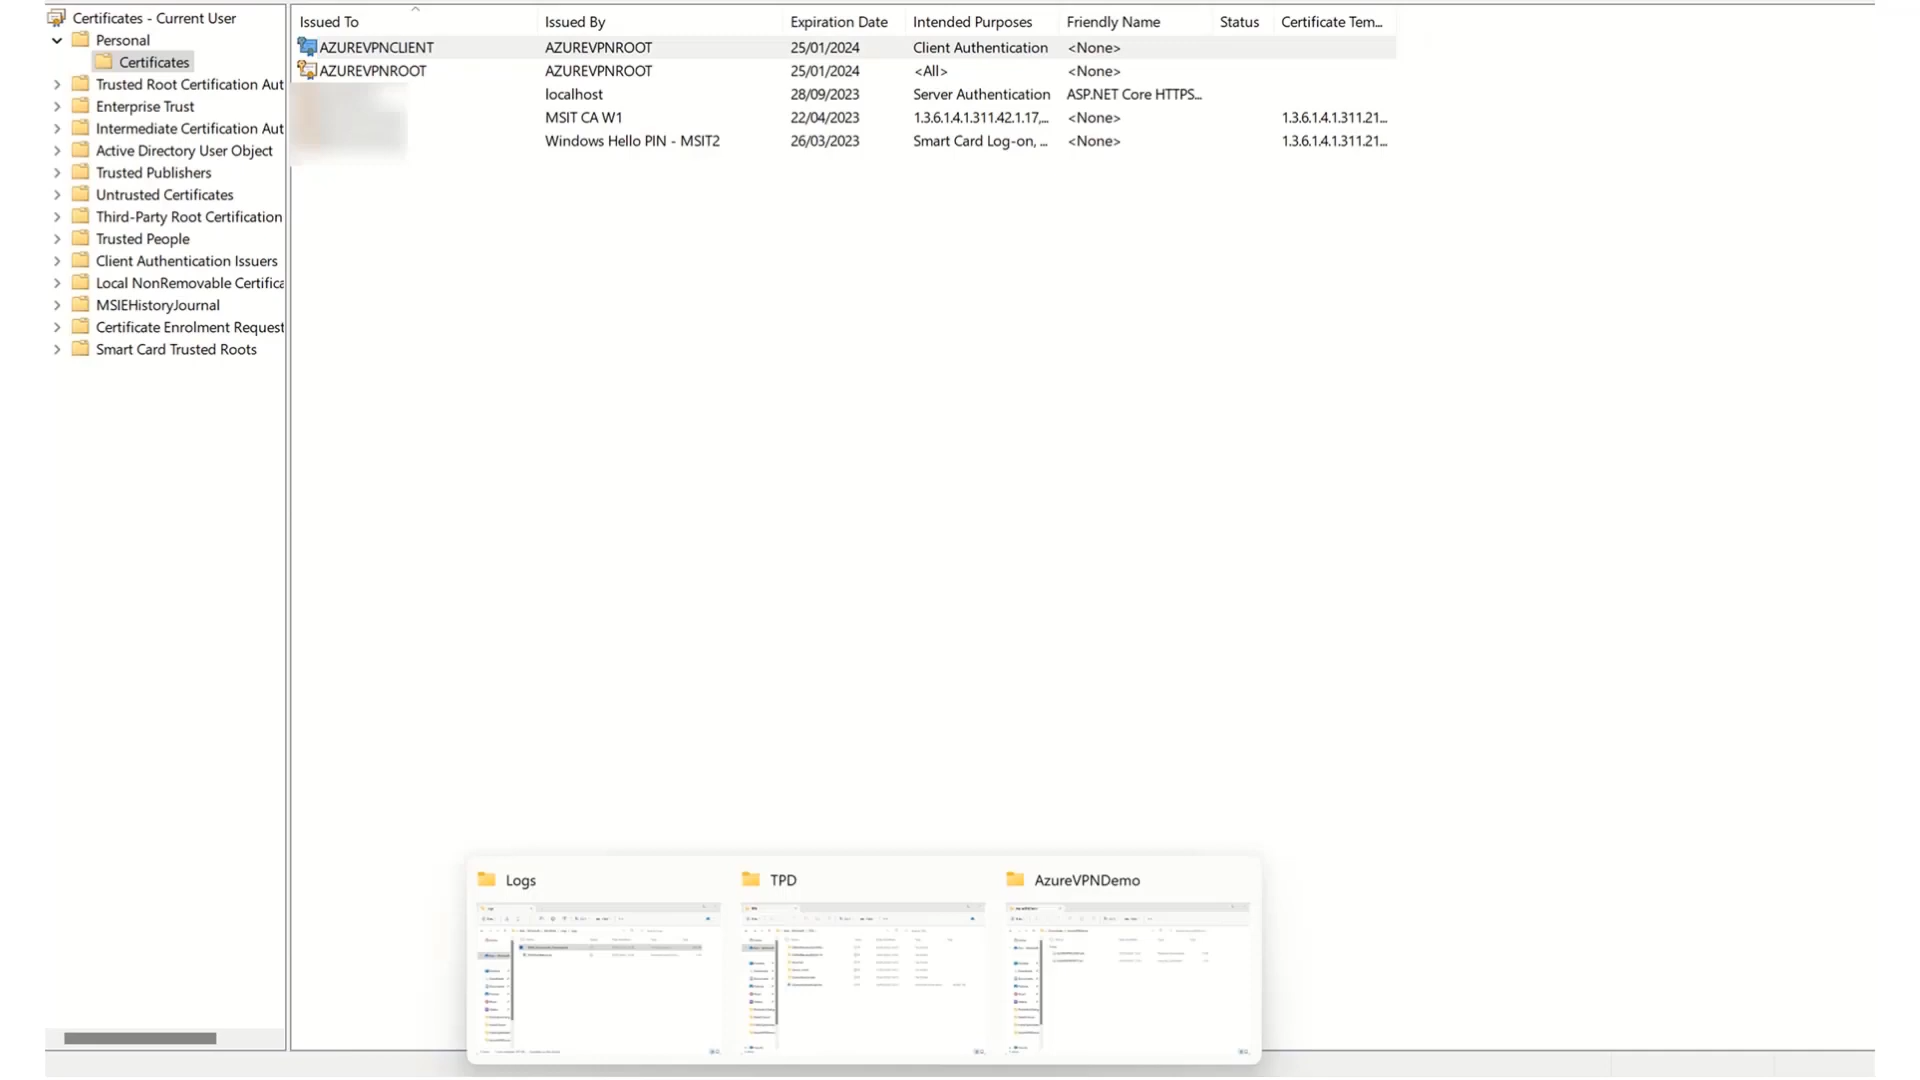 Certificates - Current User
Personal
Certificates
Trusted Root Certification Aut
Enterprise Trust
Intermediate Certification Aut
Active Directory User Object
Trusted Publishers
Untrusted Certificates
Third-Party Root Certification
Trusted People
Client Authentication Issuers
Local NonRemovable Certifica
MSIEHistoryJournal
Certificate Enrolment Request
Smart Card Trusted Roots
Issued To Issued By Expiration Date Intended Purposes Friendly Name Status Certificate Tem...
AZUREVPNCLIENT AZUREVPNROOT 25/01/2024 Client Authentication <None>
AZUREVPNROOT AZUREVPNROOT 25/01/2024 <All> <None>
localhost 28/09/2023 Server Authentication ASP.NET Core HTTPS...
MSIT CA W1 22/04/2023 1.3.6.1.4.1.311.42.1.17,... <None> 1.3.6.1.4.1.311.21...
Windows Hello PIN - MSIT2 26/03/2023 Smart Card Log-on, ... <None> 1.3.6.1.4.1.311.21...
Logs TPD AzureVPNDemo